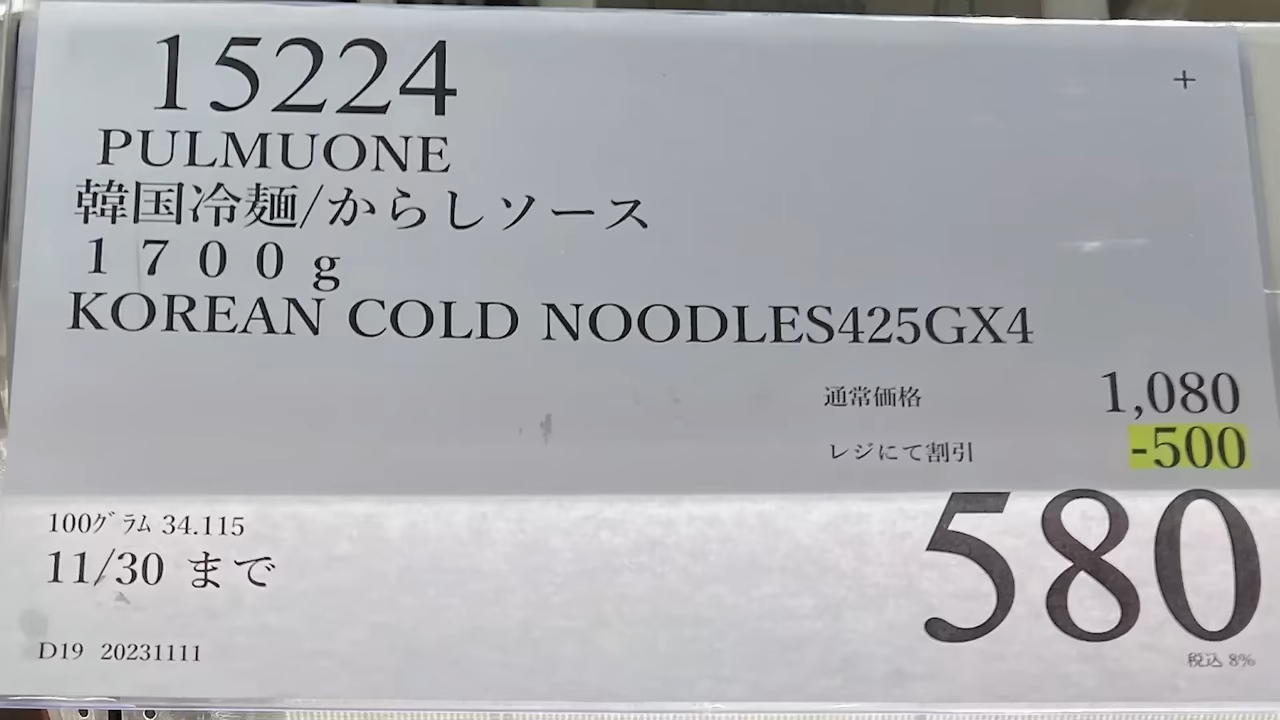 15224
+
PULMUONE
韓国冷麺/からしソース
１７００ｇ
KOREAN COLD NOODLES425GX4
通常価格 1,080
レジにて割引 -500
580
税込 8%
100ｸﾞﾗﾑ 34.115
11/30 まで
D19 20231111